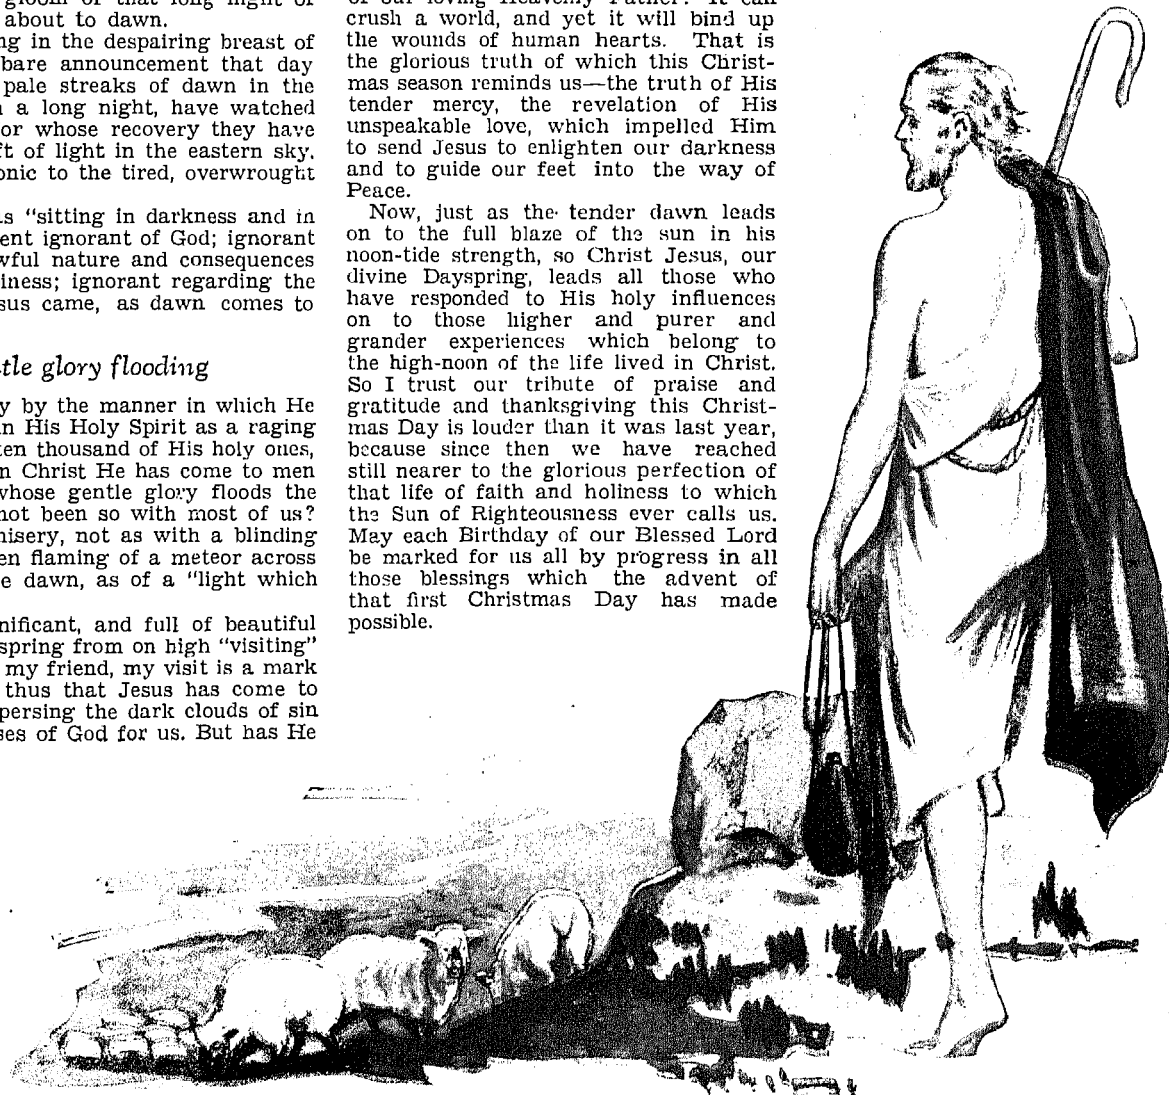 about to dawn.
ng in the despairing breast of
bare announcement that day
pale streaks of dawn in the
a long night, have watched
or whose recovery they have
ft of light in the eastern sky.
onic to the tired, overwrought
s "sitting in darkness and in
ent ignorant of God; ignorant
wful nature and consequences
iness; ignorant regarding the
sus came, as dawn comes to
tle glory flooding
y by the manner in which He
n His Holy Spirit as a raging
ten thousand of His holy ones,
n Christ He has come to men
whose gentle glory floods the
not been so with most of us?
nisery, not as with a blinding
en flaming of a meteor across
e dawn, as of a "light which
nificant, and full of beautiful
spring from on high "visiting"
my friend, my visit is a mark
thus that Jesus has come to
persing the dark clouds of sin
ses of God for us. But has He
of our loving Heavenly Father! It can
crush a world, and yet it will bind up
the wounds of human hearts. That is
the glorious truth of which this Christ-
mas season reminds us—the truth of His
tender mercy, the revelation of His
unspeakable love, which impelled Him
to send Jesus to enlighten our darkness
and to guide our feet into the way of
Peace.
Now, just as the tender dawn leads
on to the full blaze of the sun in his
noon-tide strength, so Christ Jesus, our
divine Dayspring, leads all those who
have responded to His holy influences
on to those higher and purer and
grander experiences which belong to
the high-noon of the life lived in Christ.
So I trust our tribute of praise and
gratitude and thanksgiving this Christ-
mas Day is louder than it was last year,
because since then we have reached
still nearer to the glorious perfection of
that life of faith and holiness to which
the Sun of Righteousness ever calls us.
May each Birthday of our Blessed Lord
be marked for us all by progress in all
those blessings which the advent of
that first Christmas Day has made
possible.